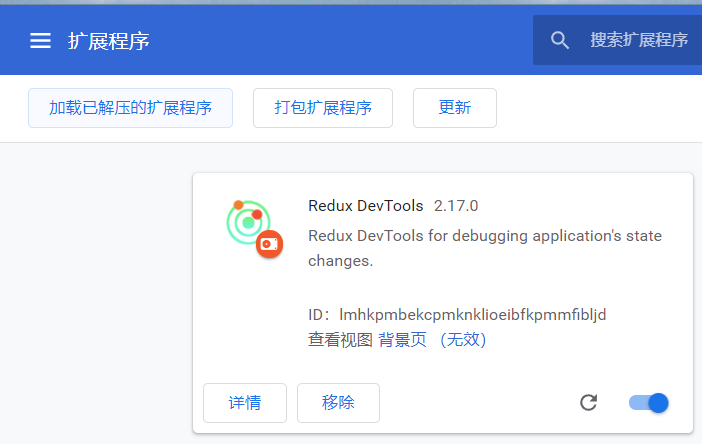 扩展程序
搜索扩展程序
加载已解压的扩展程序 打包扩展程序 更新
Redux DevTools 2.17.0
Redux DevTools for debugging application's state
changes.
ID：lmhkpmbekcpmknklioeibfkpmmfibljd
查看视图 背景页 （无效）
详情 移除